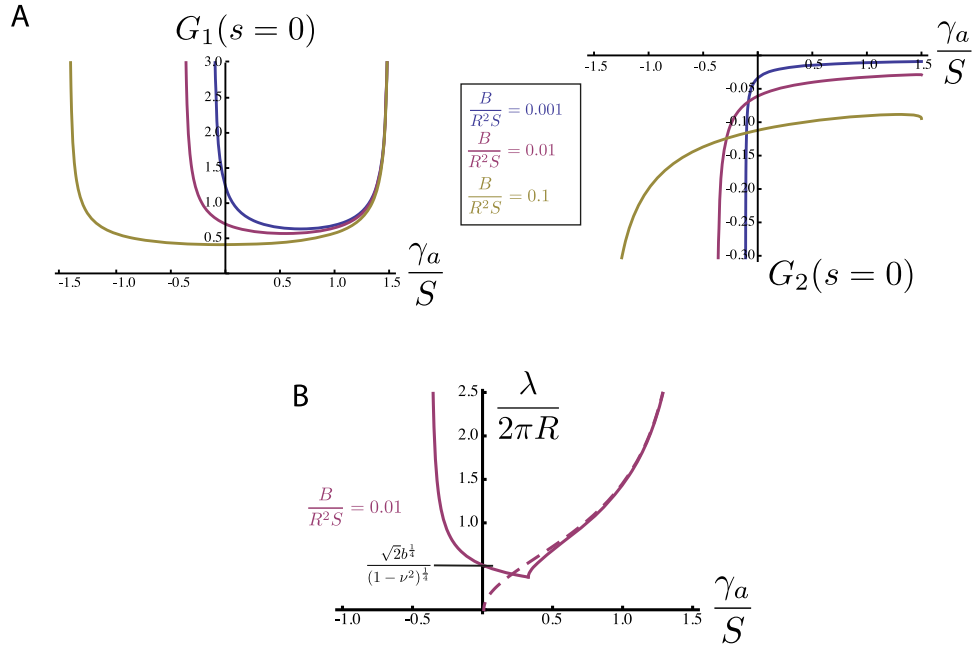 A
G₁(s = 0)
3.0
2.5
2.0
1.5
1.0
0.5
-1.5 -1.0 -0.5 0.5 1.0 1.5
γₐ/S
B/(R²S) = 0.001
B/(R²S) = 0.01
B/(R²S) = 0.1
γₐ/S
-1.5 -1.0 -0.5 0 0.5 1.0 1.5
-0.05
-0.10
-0.15
-0.20
-0.25
-0.30
G₂(s = 0)
B
λ/(2πR)
2.5
2.0
1.5
1.0
B/(R²S) = 0.01
√2b^(1/4)/(1 − ν²)^(1/4)
0
-1.0 -0.5 0.5 1.0 1.5
γₐ/S